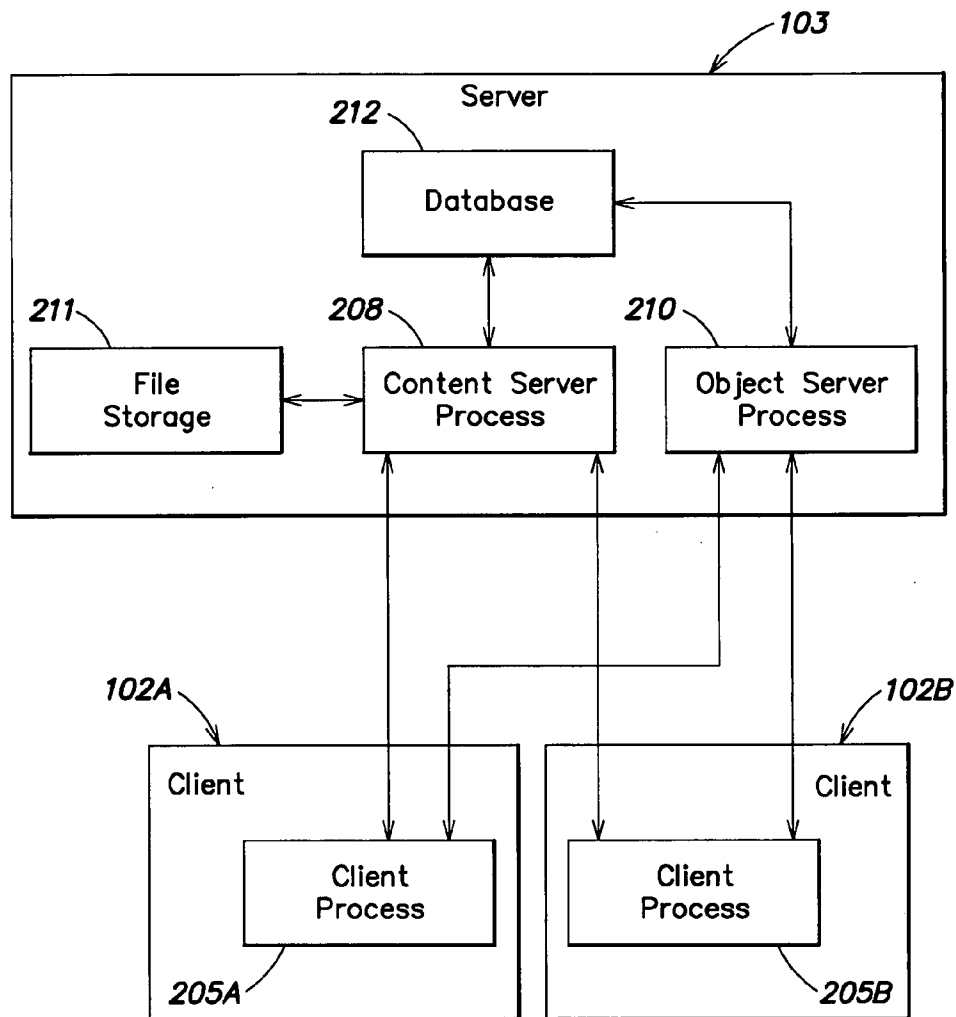 103
Server
212
Database
211
208
210
File
Storage
Content Server
Process
Object Server
Process
102A
102B
Client
Client
Client
Process
Client
Process
205A
205B